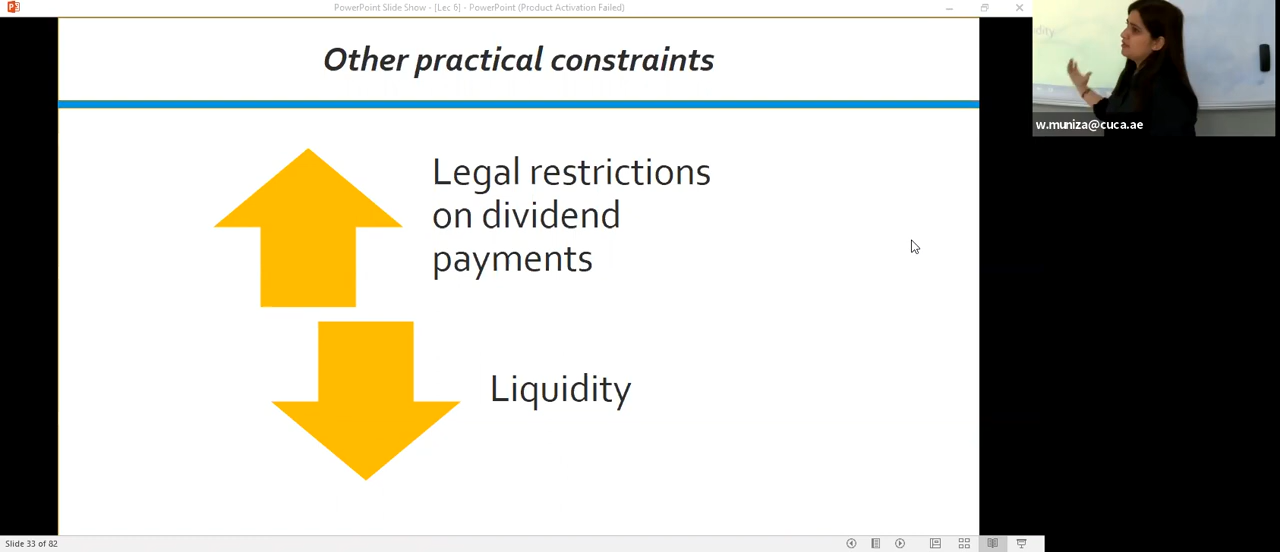 PowerPoint Slide Show - [Lec 6] - PowerPoint (Product Activation Failed)
Other practical constraints
Legal restrictions
on dividend
payments
Liquidity
w.muniza@cuca.ae
Slide 33 of 82